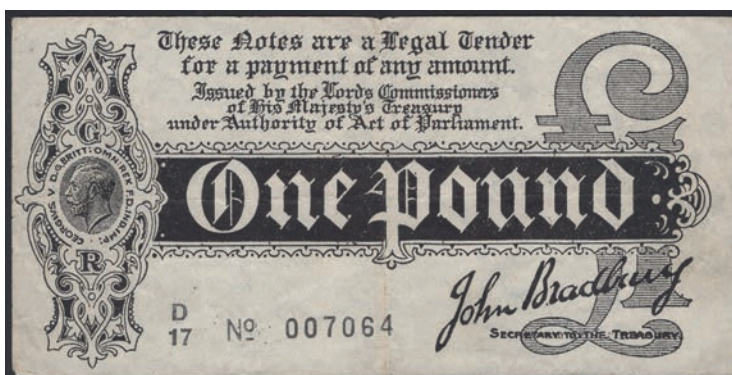 These Notes are a Legal Tender
for a payment of any amount.
Issued by the Lords Commissioners
of His Majesty's Treasury
under Authority of Act of Parliament.
£1
G
GEORGIVS V D.G. BRITT: OMN: REX F.D. IND: IMP:
R
One Pound
John Bradbury
SECRETARY TO THE TREASURY.
D
17 Nº 007064